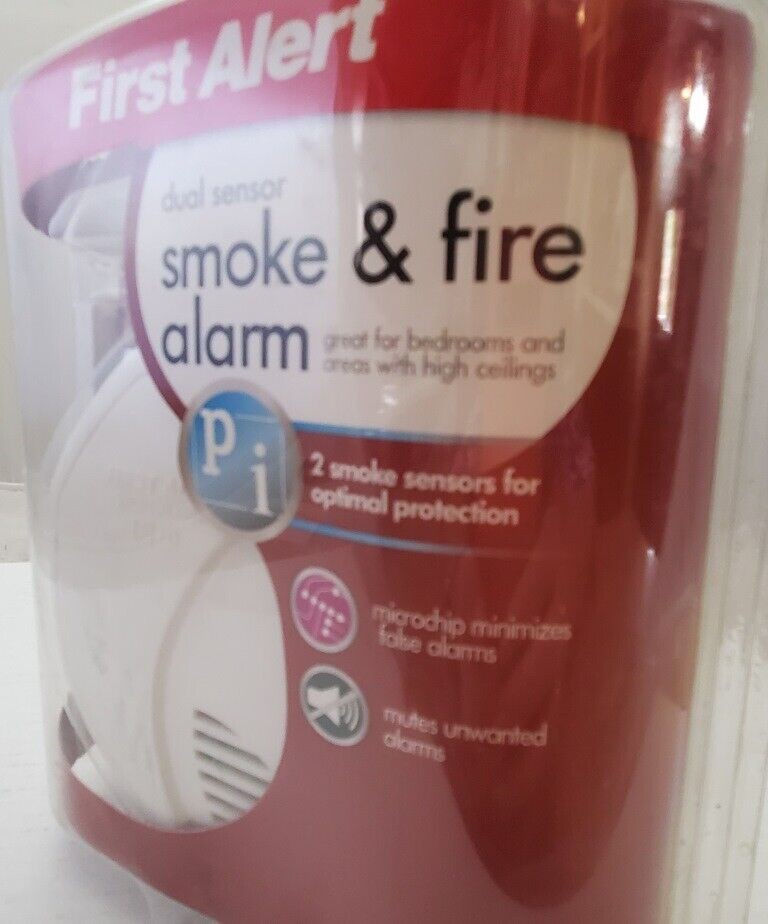 First Alert
dual sensor
smoke & fire
alarm
great for bedrooms and
areas with high ceilings
pi
2 smoke sensors for
optimal protection
microchip minimizes
false alarms
mutes unwanted
alarms